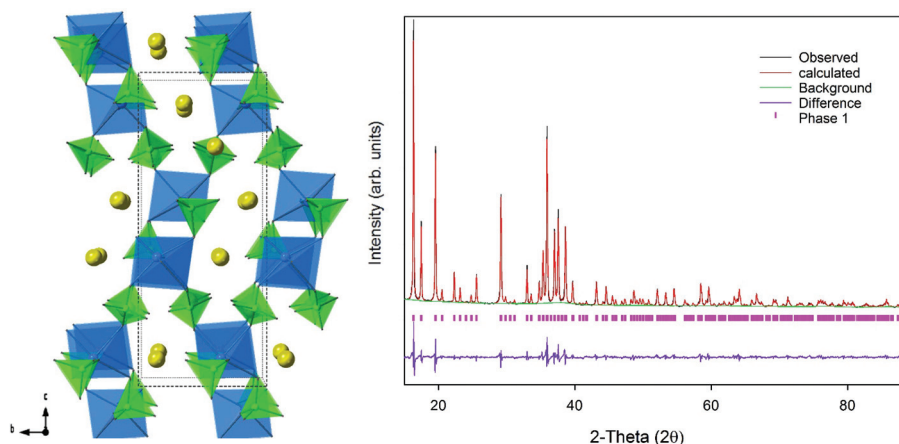 c
b
Intensity (arb. units)
Observed
calculated
Background
Difference
Phase 1
20
40
60
80
2-Theta (2θ)